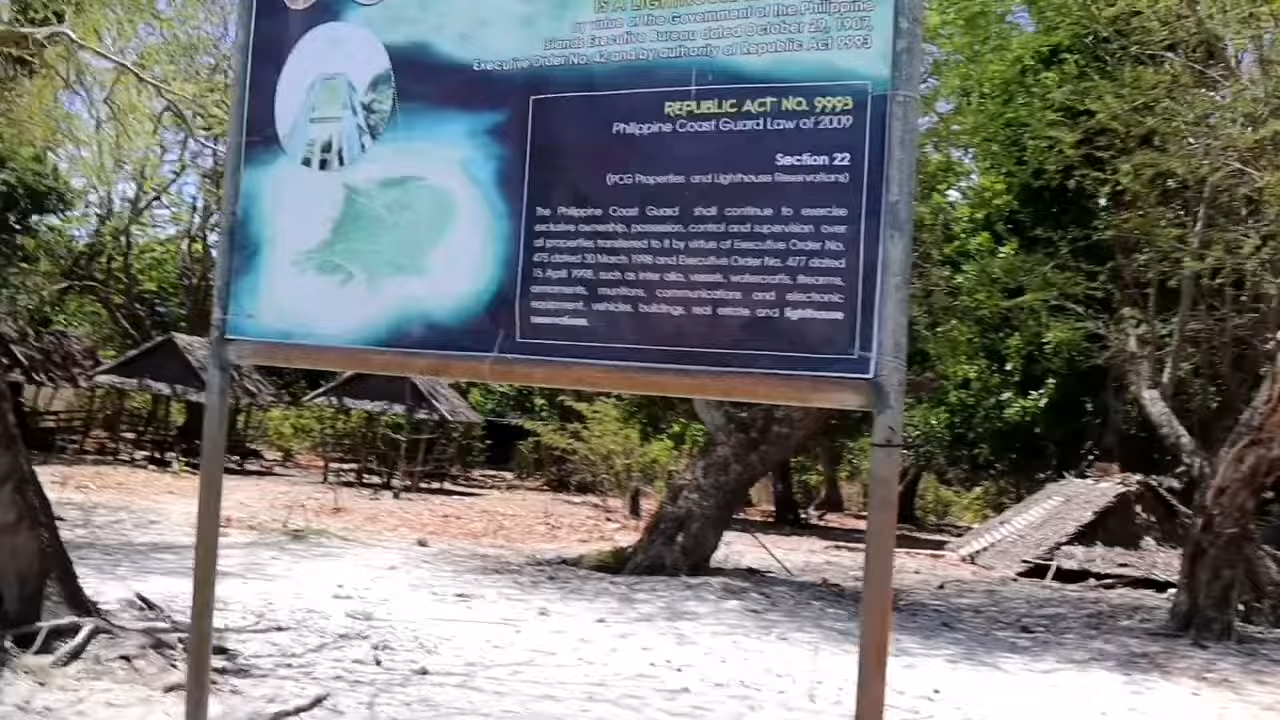 IS A LIGHTHOUSE
by virtue of the Government of the Philippine
Islands Executive Bureau dated October 29, 1907,
Executive Order No. 42 and by authority of Republic Act 9993
REPUBLIC ACT NO. 9993
Philippine Coast Guard Law of 2009
Section 22
(PCG Properties and Lighthouse Reservations)
The Philippine Coast Guard shall continue to exercise
exclusive ownership, possession, control and supervision over
all properties transferred to it by virtue of Executive Order No.
475 dated 30 March 1998 and Executive Order No. 477 dated
15 April 1998, such as inter alia, vessels, watercrafts, firearms,
armaments, munitions, communications and electronic
equipment, vehicles, buildings, real estate and lighthouse
reservations.